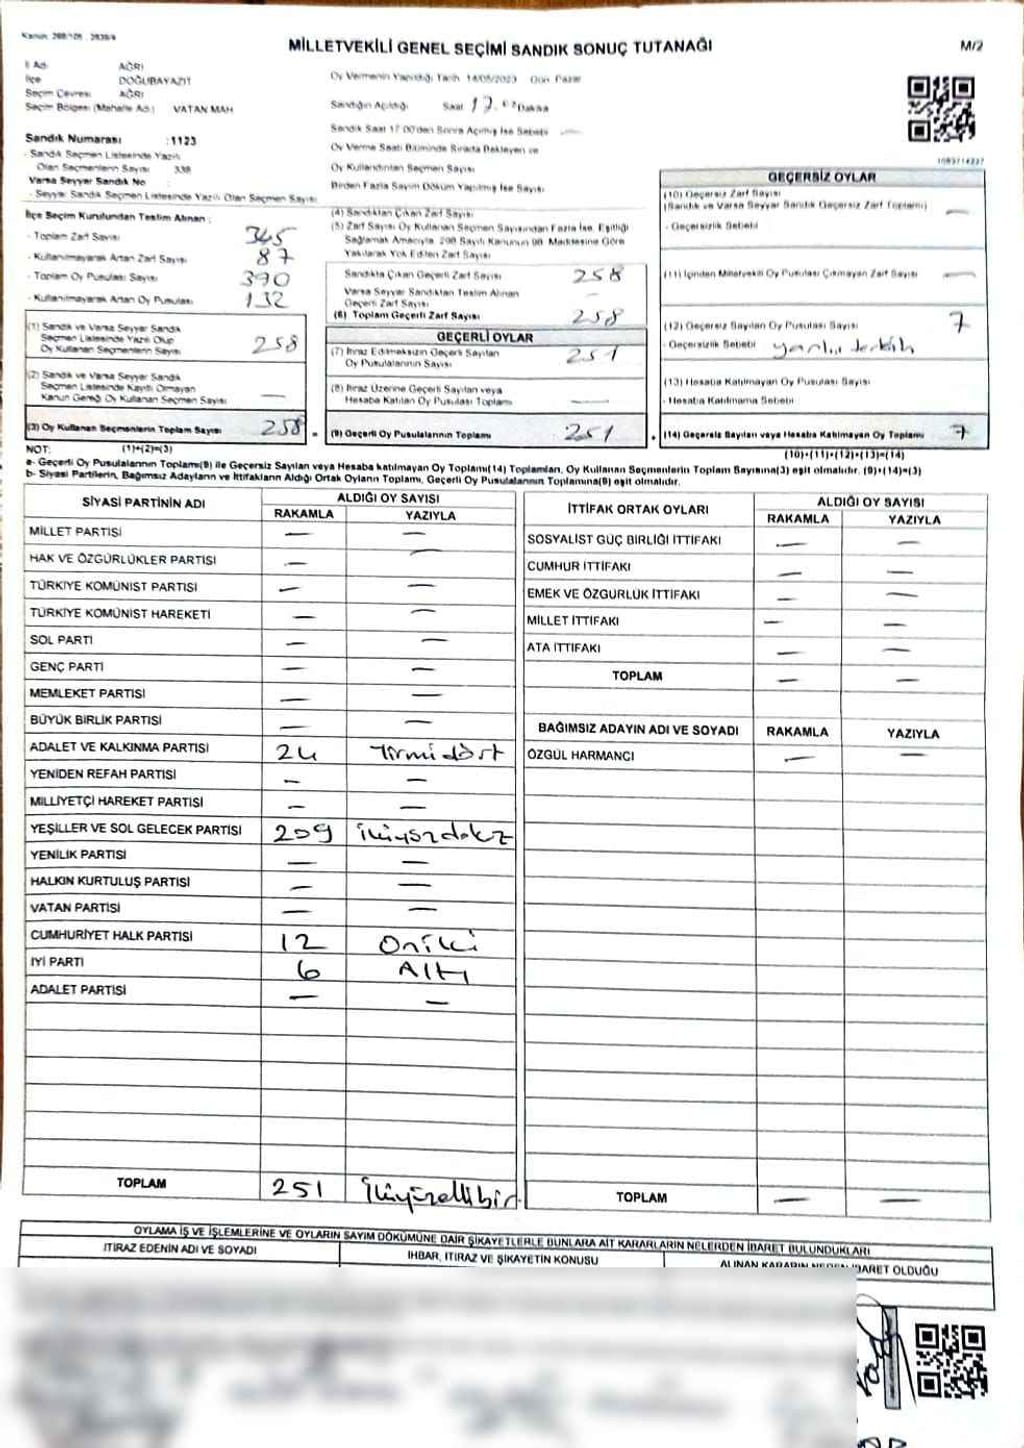 MİLLETVEKİLİ GENEL SEÇİMİ SANDIK SONUÇ TUTANAĞI
M/2
İl Adı AĞRI
İlçe DOĞUBAYAZIT
Seçim Çevresi AĞRI
Seçim Bölgesi (Mahalle Adı) VATAN MAH
Oy Vermenin Yapıldığı Tarih 14/05/2023 Gün Pazar
Sandığın Açıldığı Saat 17 Dakika
Sandık Saat 17:00'den Sonra Açılmış İse Sebebi —
Oy Verme Saati Bitiminde Sırada Bekleyen ve
Oy Kullandırılan Seçmen Sayısı
Birden Fazla Sayım Döküm Yapılmış İse Sayısı
Sandık Numarası :1123
- Sandık Seçmen Listesinde Yazılı
Olan Seçmenlerin Sayısı 338
Varsa Seyyar Sandık No :
- Seyyar Sandık Seçmen Listesinde Yazılı Olan Seçmen Sayısı
İlçe Seçim Kurulundan Teslim Alınan :
- Toplam Zarf Sayısı 345
- Kullanılmayarak Artan Zarf Sayısı 87
- Toplam Oy Pusulası Sayısı 390
- Kullanılmayarak Artan Oy Pusulası 132
(1) Sandık ve Varsa Seyyar Sandık
Seçmen Listesinde Yazılı Olup
Oy Kullanan Seçmenlerin Sayısı 258
(2) Sandık ve Varsa Seyyar Sandık
Seçmen Listesinde Kayıtlı Olmayan
Kanun Gereği Oy Kullanan Seçmen Sayısı —
(3) Oy Kullanan Seçmenlerin Toplam Sayısı 258
(4) Sandıktan Çıkan Zarf Sayısı
(5) Zarf Sayısı Oy Kullanan Seçmen Sayısından Fazla İse, Eşitliği
Sağlamak Amacıyla, 298 Sayılı Kanunun 98. Maddesine Göre
Yakılarak Yok Edilen Zarf Sayısı
Sandıkta Çıkan Geçerli Zarf Sayısı 258
Varsa Seyyar Sandıktan Teslim Alınan
Geçerli Zarf Sayısı —
(6) Toplam Geçerli Zarf Sayısı 258
GEÇERLİ OYLAR
(7) İtiraz Edilmeksizin Geçerli Sayılan
Oy Pusulalarının Sayısı 251
(8) İtiraz Üzerine Geçerli Sayılan veya
Hesaba Katılan Oy Pusulası Toplamı —
(9) Geçerli Oy Pusulalarının Toplamı 251
1083714237
GEÇERSİZ OYLAR
(10) Geçersiz Zarf Sayısı
(Sandık ve Varsa Seyyar Sandık Geçersiz Zarf Toplamı) —
- Geçersizlik Sebebi
(11) İçinden Milletvekili Oy Pusulası Çıkmayan Zarf Sayısı —
(12) Geçersiz Sayılan Oy Pusulası Sayısı 7
- Geçersizlik Sebebi
(13) Hesaba Katılmayan Oy Pusulası Sayısı
- Hesaba Katılmama Sebebi
(14) Geçersiz Sayılan veya Hesaba Katılmayan Oy Toplamı 7
NOT: (1)+(2)=(3) (10)+(11)+(12)+(13)=(14)
a- Geçerli Oy Pusulalarının Toplamı(9) ile Geçersiz Sayılan veya Hesaba katılmayan Oy Toplamı(14) Toplamları, Oy Kullanan Seçmenlerin Toplam Sayısına(3) eşit olmalıdır. (9)+(14)=(3)
b- Siyasi Partilerin, Bağımsız Adayların ve İttifakların Aldığı Ortak Oyların Toplamı, Geçerli Oy Pusulalarının Toplamına(9) eşit olmalıdır.
SİYASİ PARTİNİN ADI ALDIĞI OY SAYISI
RAKAMLA YAZIYLA
MİLLET PARTİSİ — —
HAK VE ÖZGÜRLÜKLER PARTİSİ — —
TÜRKİYE KOMÜNİST PARTİSİ — —
TÜRKİYE KOMÜNİST HAREKETİ — —
SOL PARTİ — —
GENÇ PARTİ — —
MEMLEKET PARTİSİ — —
BÜYÜK BİRLİK PARTİSİ — —
ADALET VE KALKINMA PARTİSİ 24 Yirmidört
YENİDEN REFAH PARTİSİ — —
MİLLİYETÇİ HAREKET PARTİSİ — —
YEŞİLLER VE SOL GELECEK PARTİSİ 209 ikiyüzdokuz
YENİLİK PARTİSİ — —
HALKIN KURTULUŞ PARTİSİ — —
VATAN PARTİSİ — —
CUMHURİYET HALK PARTİSİ 12 Oniki
İYİ PARTİ 6 Altı
ADALET PARTİSİ — —
TOPLAM 251 İkiyüzellibir
İTTİFAK ORTAK OYLARI ALDIĞI OY SAYISI
RAKAMLA YAZIYLA
SOSYALİST GÜÇ BİRLİĞİ İTTİFAKI — —
CUMHUR İTTİFAKI — —
EMEK VE ÖZGÜRLÜK İTTİFAKI — —
MİLLET İTTİFAKI — —
ATA İTTİFAKI — —
TOPLAM — —
BAĞIMSIZ ADAYIN ADI VE SOYADI RAKAMLA YAZIYLA
ÖZGÜL HARMANCI — —
TOPLAM — —
OYLAMA İŞ VE İŞLEMLERİNE VE OYLARIN SAYIM DÖKÜMÜNE DAİR ŞİKAYETLERLE BUNLARA AİT KARARLARIN NELERDEN İBARET BULUNDUKLARI
İTİRAZ EDENİN ADI VE SOYADI
İHBAR, İTİRAZ VE ŞİKAYETİN KONUSU
ALINAN KARARIN NEDEN İBARET OLDUĞU